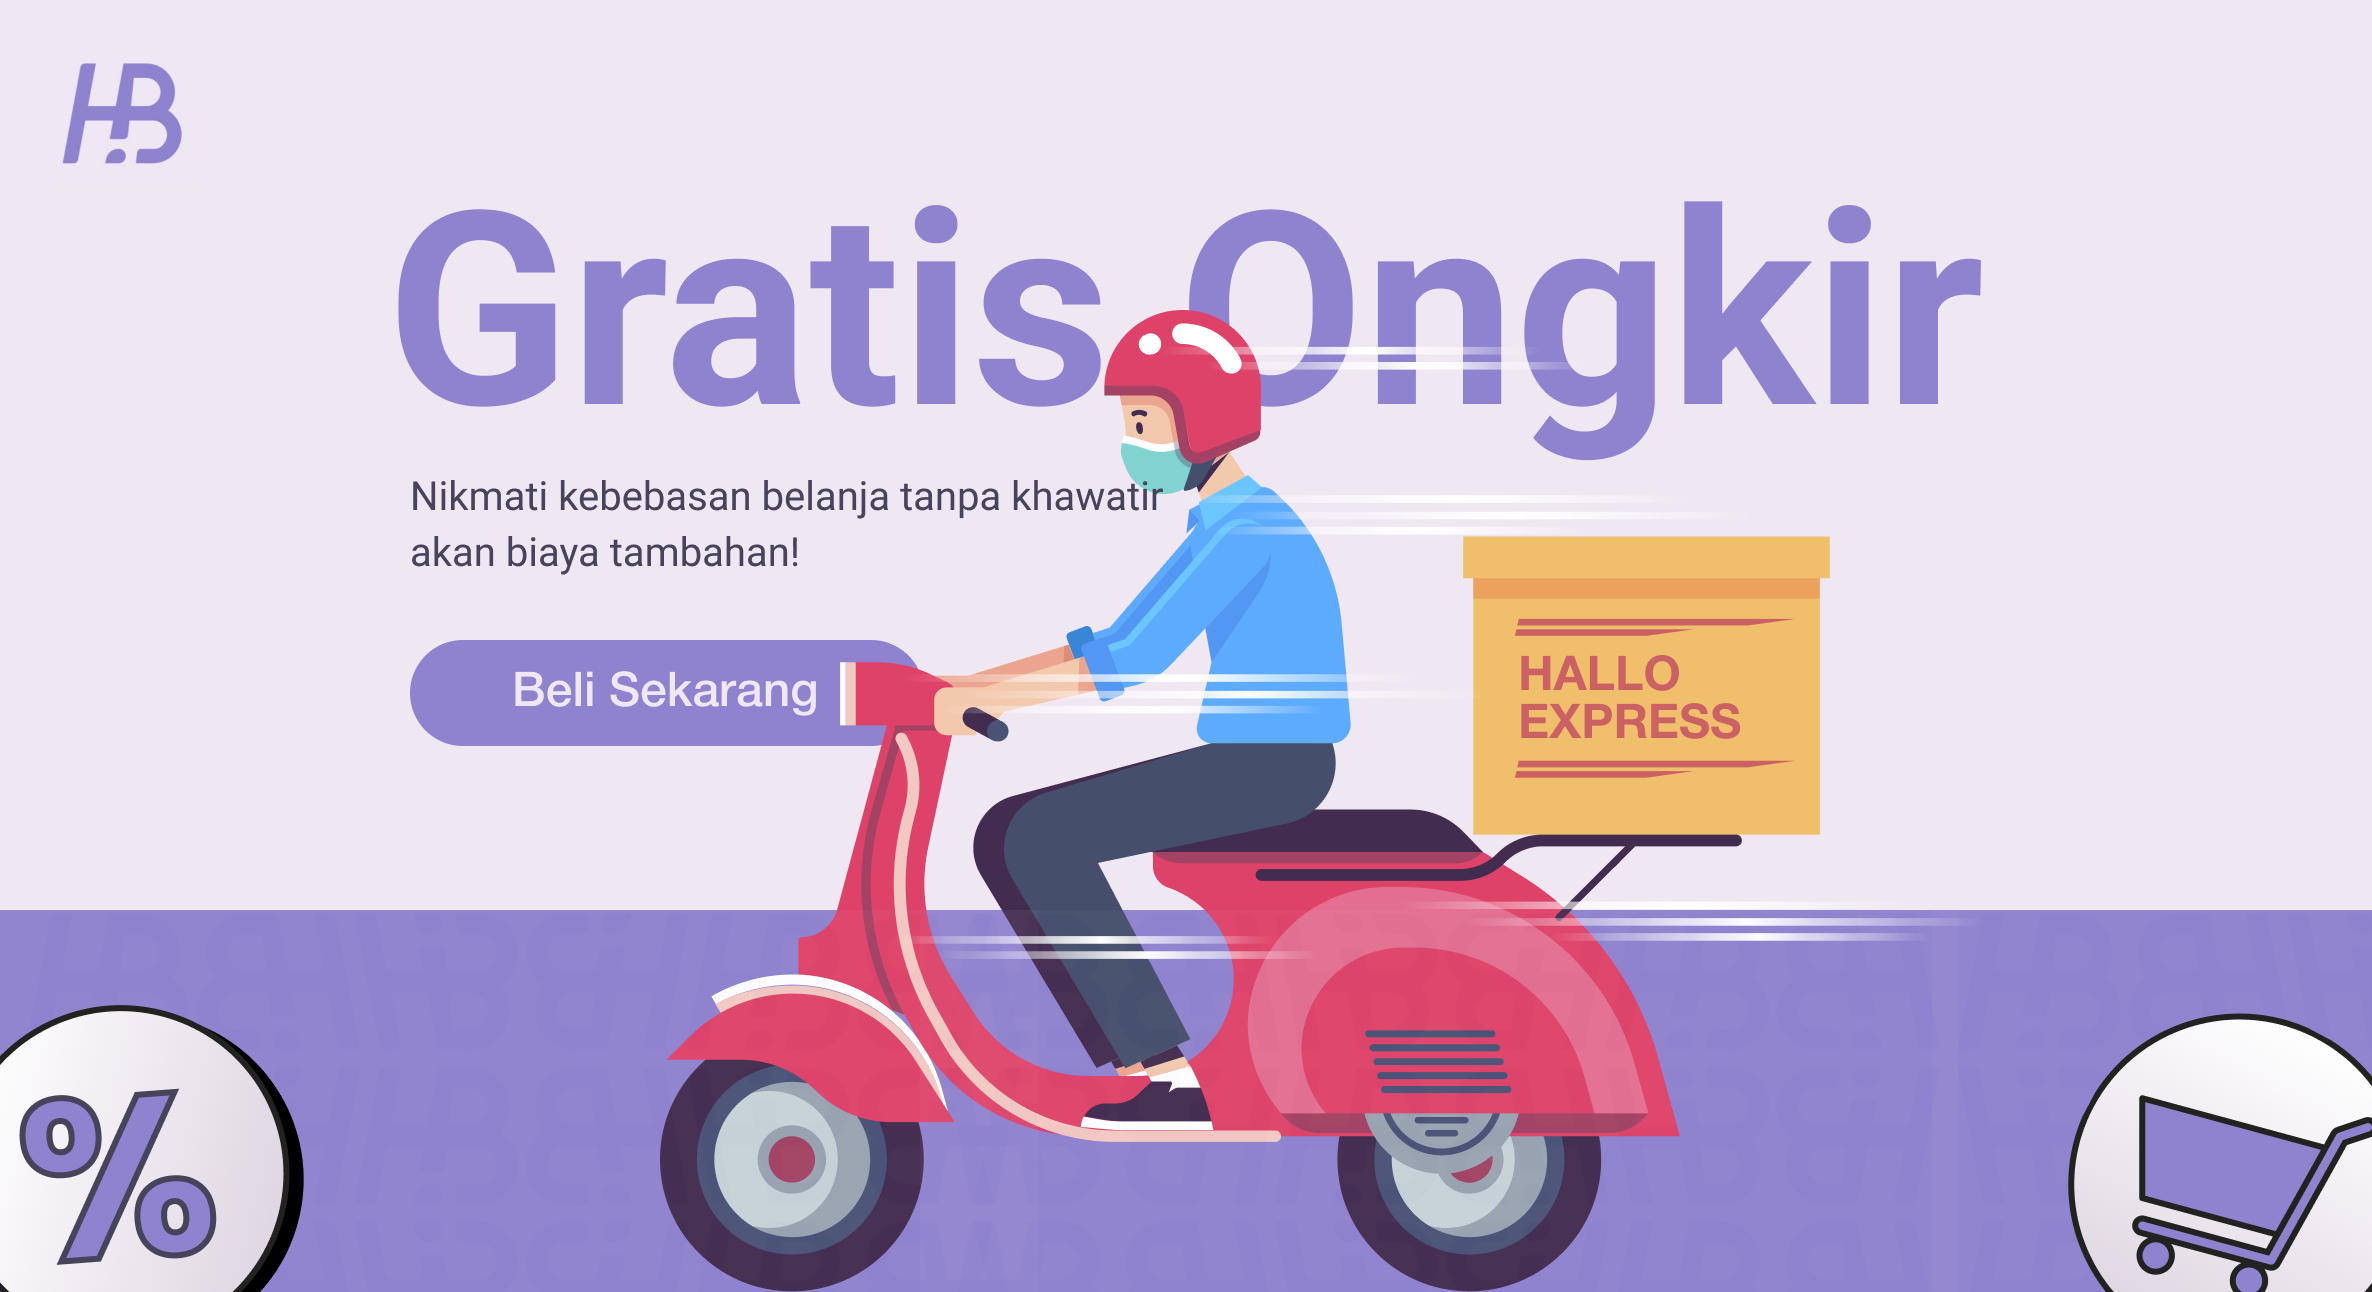 HB
Gratis Ongkir
Nikmati kebebasan belanja tanpa khawatir
akan biaya tambahan!
Beli Sekarang
HALLO
EXPRESS
%